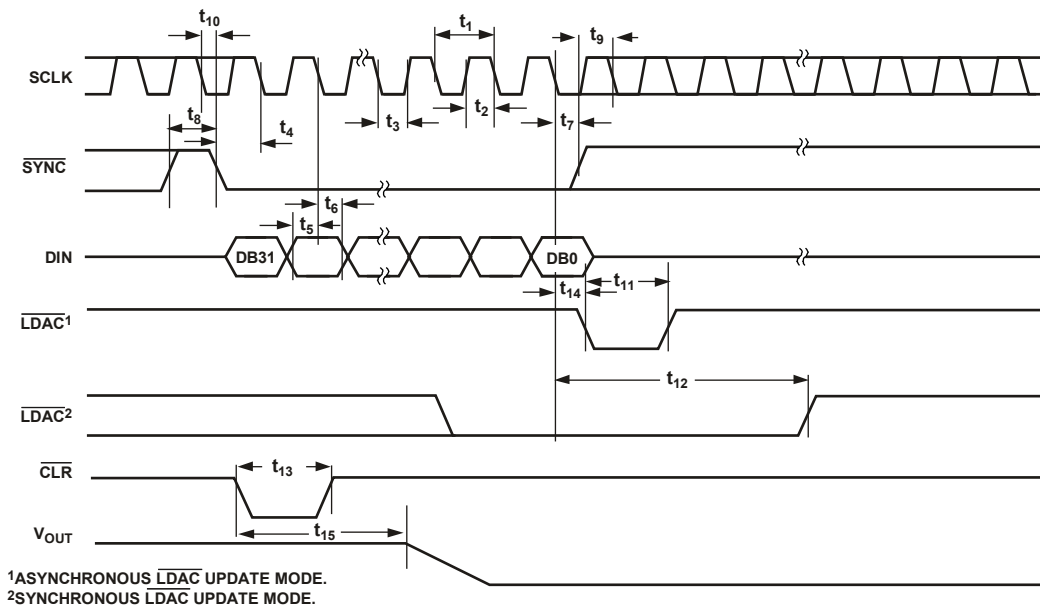 t10
t1
t9
SCLK
t8
t4
t3
t2
t7
SYNC
t6
t5
DIN
DB31
DB0
t14
t11
LDAC1
t12
LDAC2
t13
CLR
t15
VOUT
1ASYNCHRONOUS LDAC UPDATE MODE.
2SYNCHRONOUS LDAC UPDATE MODE.